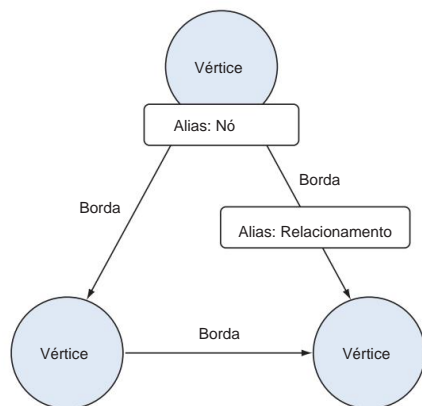 Vértice
Alias: Nó
Borda
Borda
Alias: Relacionamento
Vértice
Borda
Vértice